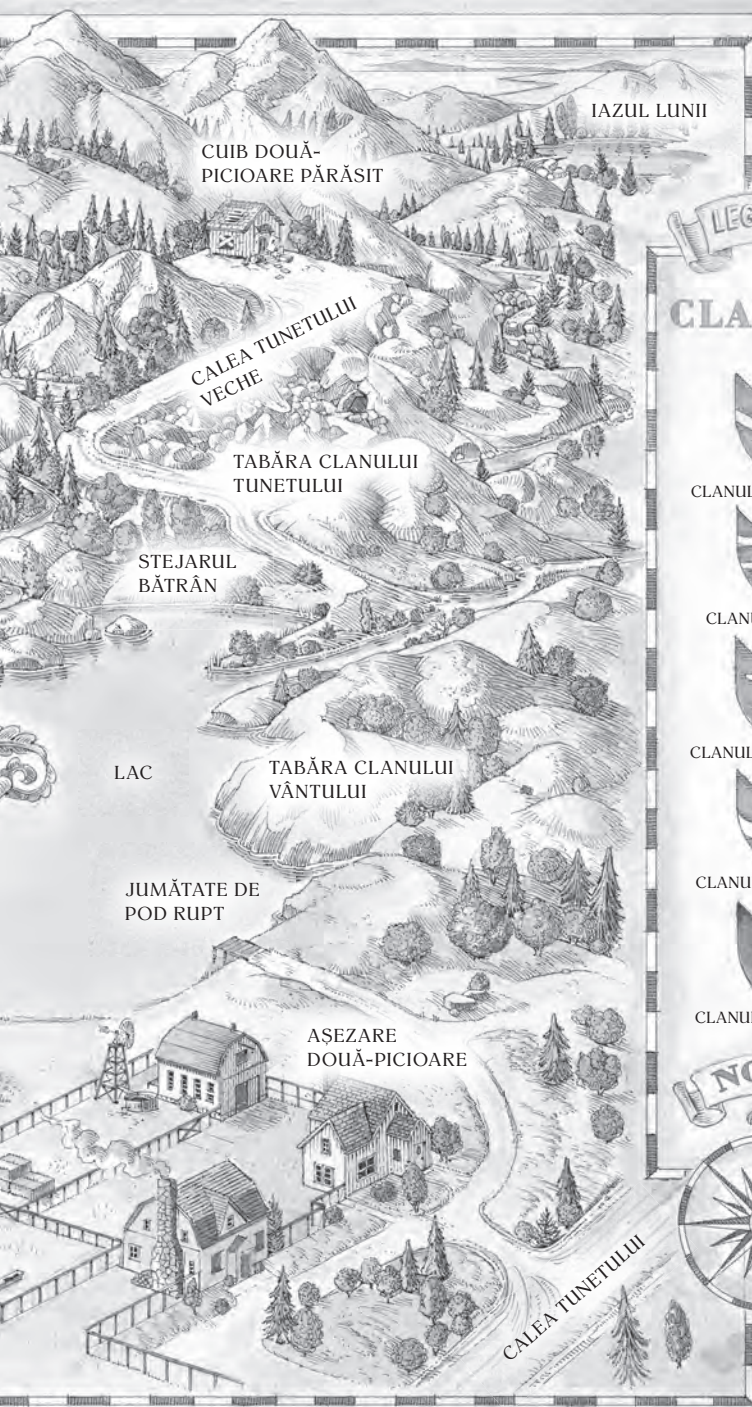 IAZUL LUNII
CUIB DOUĂ-
PICIOARE PĂRĂSIT
CALEA TUNETULUI
VECHE
TABĂRA CLANULUI
TUNETULUI
STEJARUL
BĂTRÂN
LAC
TABĂRA CLANULUI
VÂNTULUI
JUMĂTATE DE
POD RUPT
AȘEZARE
DOUĂ-PICIOARE
CALEA TUNETULUI